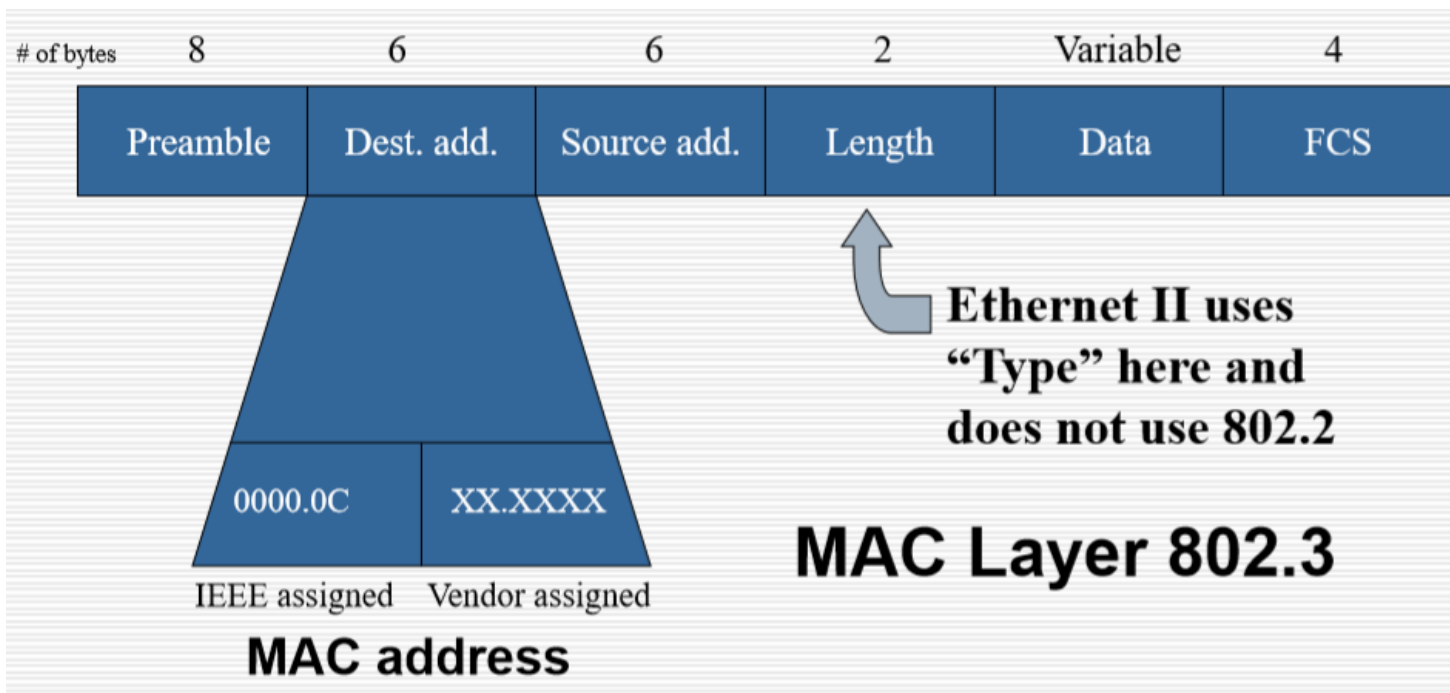 # of bytes 8 6 6 2 Variable 4
Preamble Dest. add. Source add. Length Data FCS
Ethernet II uses
“Type” here and
does not use 802.2
0000.0C XX.XXXX
MAC Layer 802.3
IEEE assigned Vendor assigned
MAC address